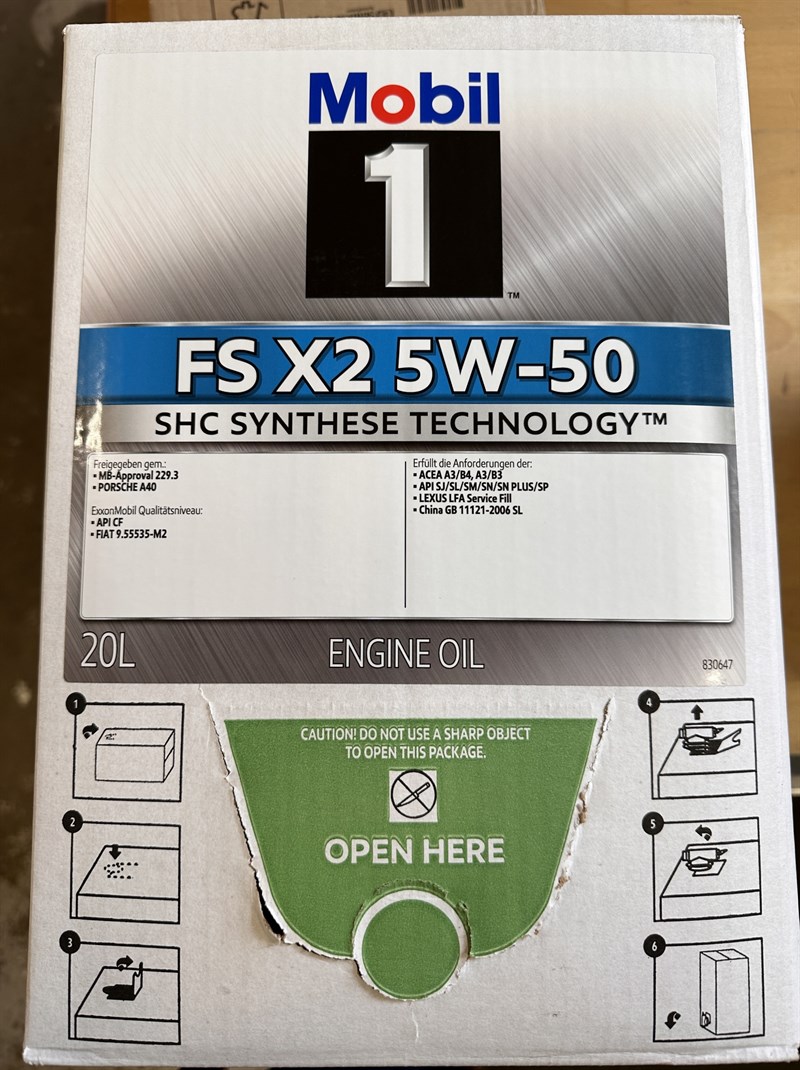 Mobil
1
™
FS X2 5W-50
SHC SYNTHESE TECHNOLOGY™
Freigegeben gem.:
▪ MB-Approval 229.3
▪ PORSCHE A40
ExxonMobil Qualitätsniveau:
▪ API CF
▪ FIAT 9.55535-M2
Erfüllt die Anforderungen der:
▪ ACEA A3/B4, A3/B3
▪ API SJ/SL/SM/SN/SN PLUS/SP
▪ LEXUS LFA Service Fill
▪ China GB 11121-2006 SL
20L
ENGINE OIL
830647
1
2
3
CAUTION! DO NOT USE A SHARP OBJECT
TO OPEN THIS PACKAGE.
OPEN HERE
4
5
6